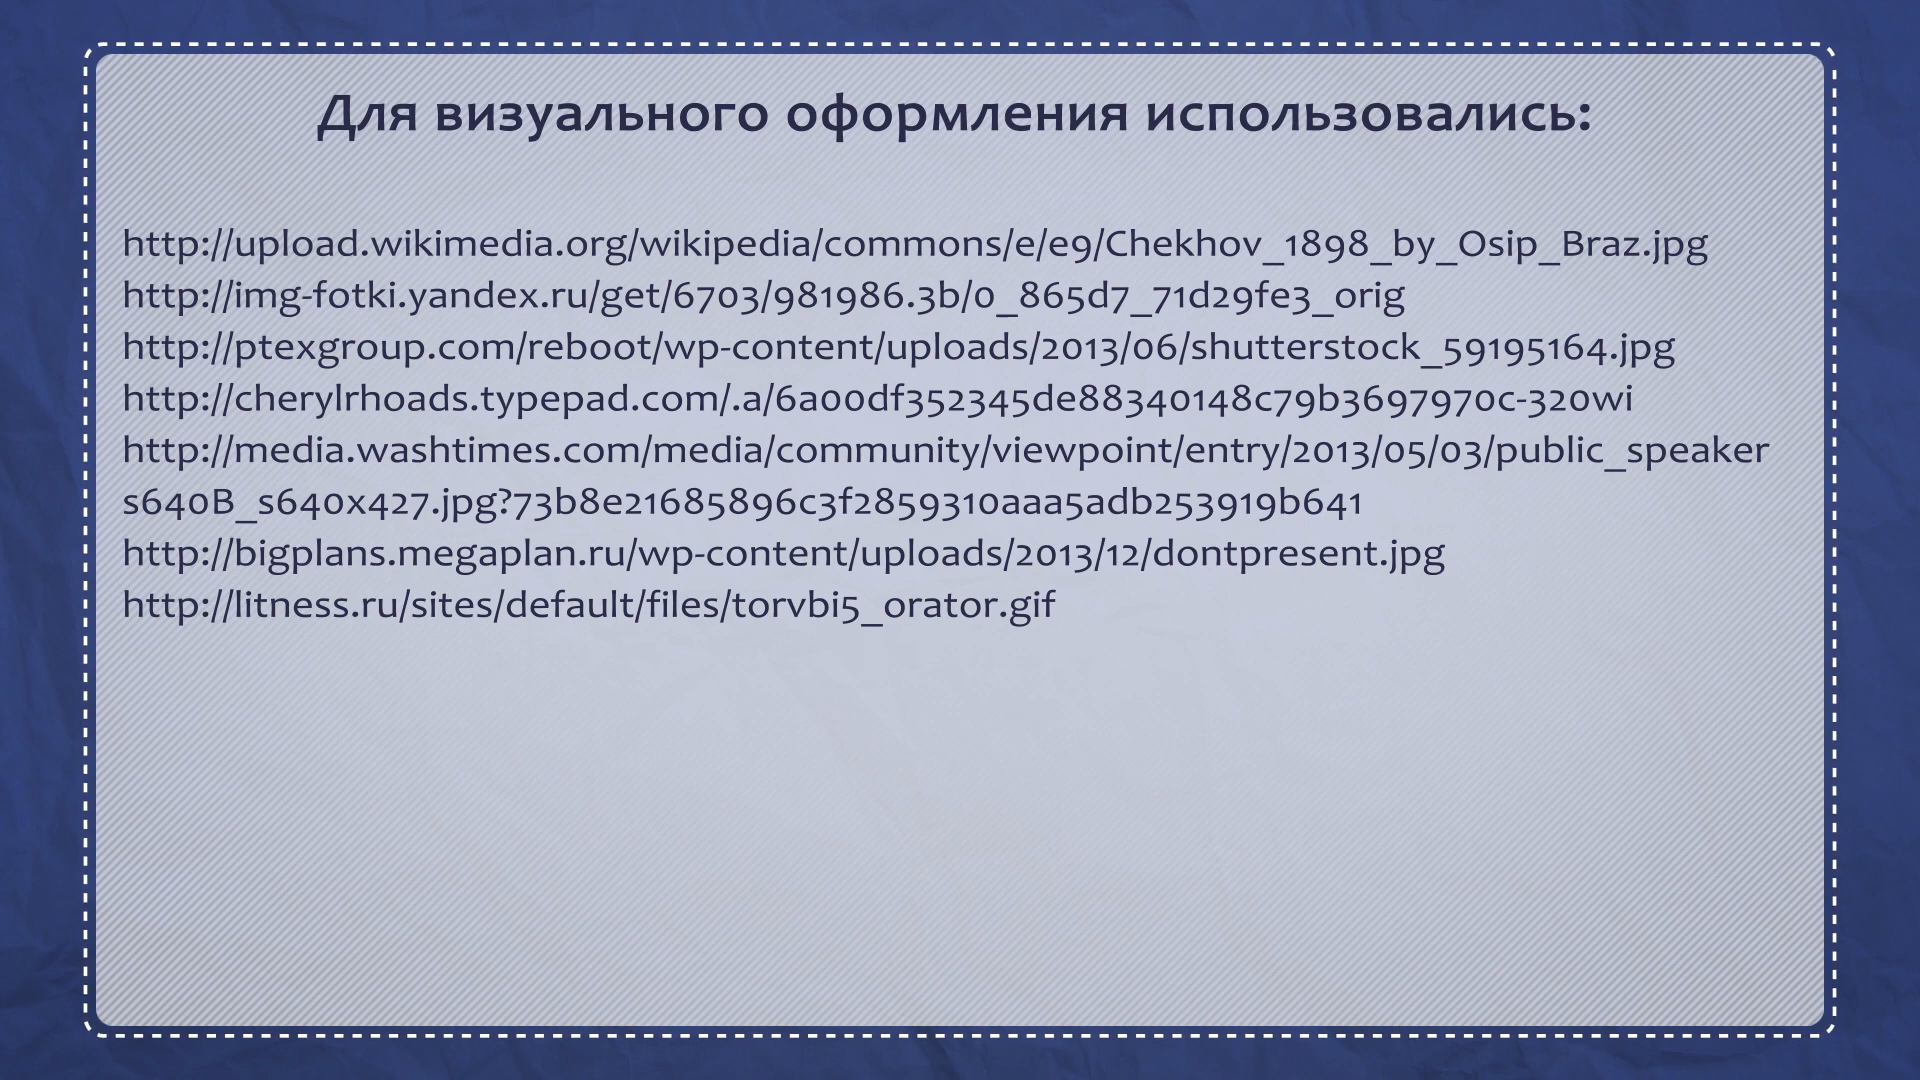 Для визуального оформления использовались:
http://upload.wikimedia.org/wikipedia/commons/e/e9/Chekhov_1898_by_Osip_Braz.jpg
http://img-fotki.yandex.ru/get/6703/981986.3b/0_865d7_71d29fe3_orig
http://ptexgroup.com/reboot/wp-content/uploads/2013/06/shutterstock_59195164.jpg
http://cherylrhoads.typepad.com/.a/6a00df352345de88340148c79b3697970c-320wi
http://media.washtimes.com/media/community/viewpoint/entry/2013/05/03/public_speaker
s640B_s640x427.jpg?73b8e21685896c3f2859310aaa5adb253919b641
http://bigplans.megaplan.ru/wp-content/uploads/2013/12/dontpresent.jpg
http://litness.ru/sites/default/files/torvbi5_orator.gif